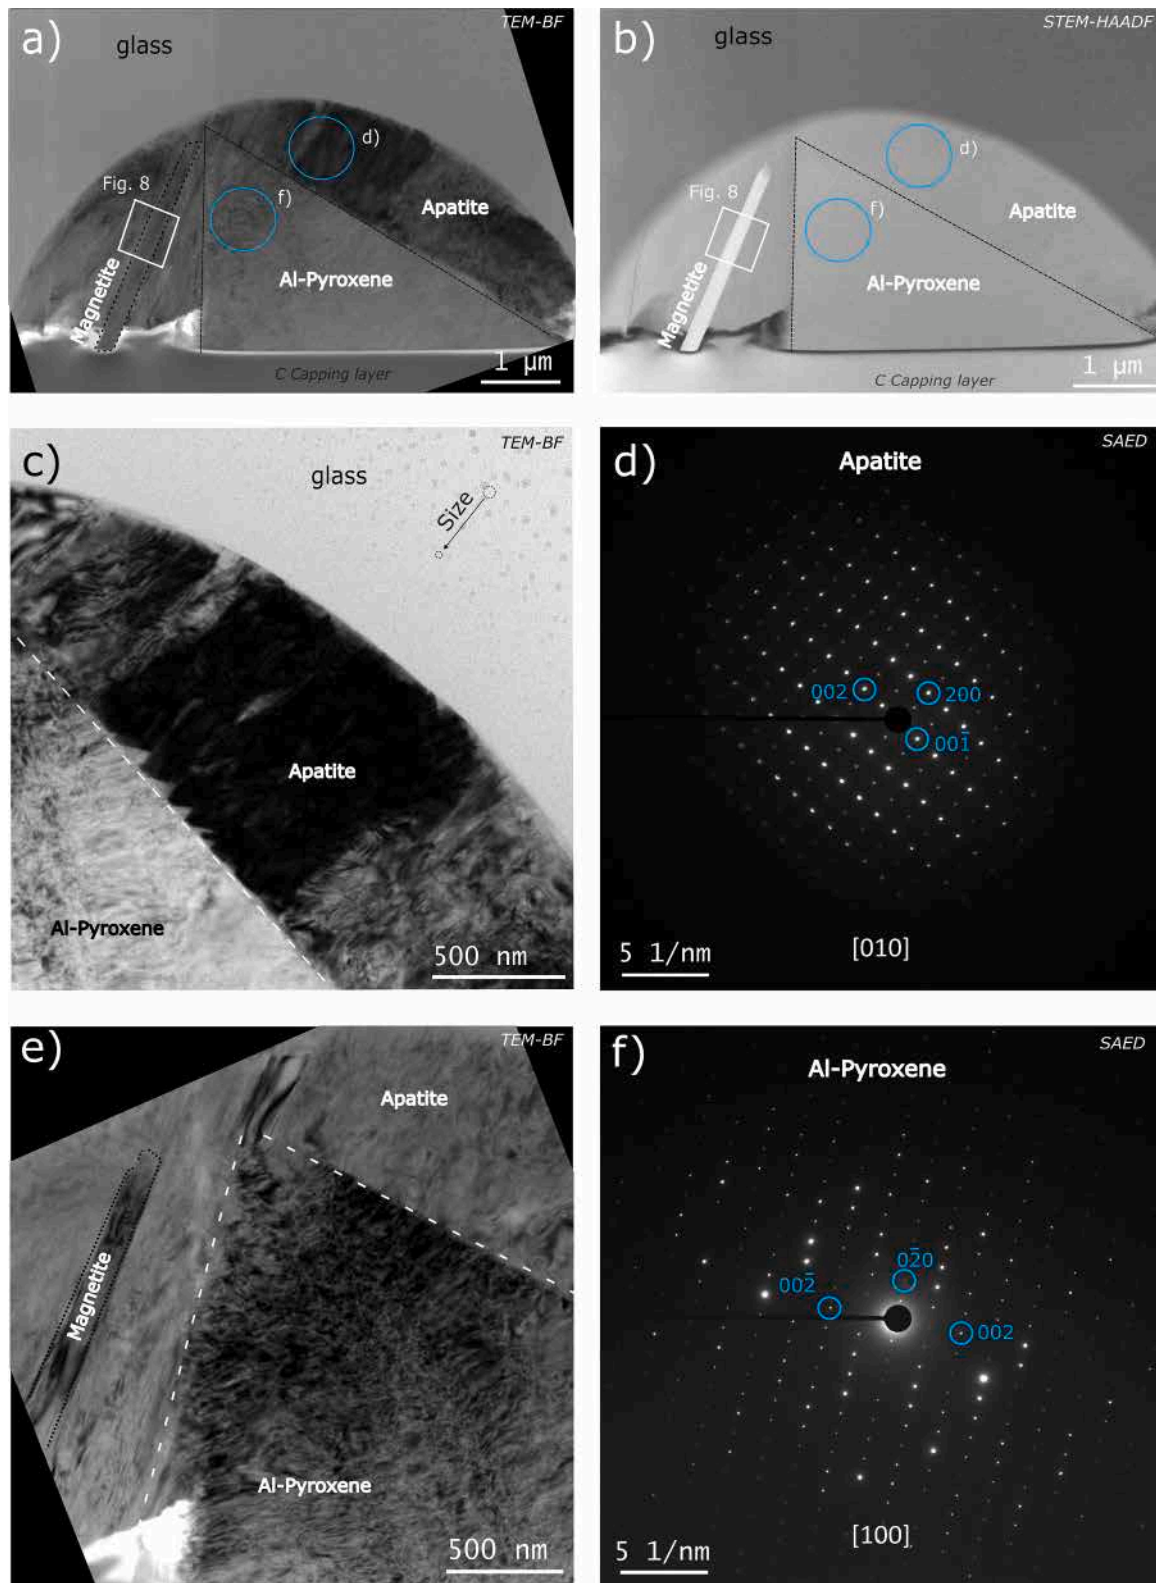 a)
TEM-BF
glass
d)
Fig. 8
f)
Apatite
Magnetite
Al-Pyroxene
1 µm
C Capping layer
b)
STEM-HAADF
glass
d)
Fig. 8
f)
Apatite
Magnetite
Al-Pyroxene
1 µm
C Capping layer
c)
TEM-BF
glass
Size
Apatite
Al-Pyroxene
500 nm
d)
SAED
Apatite
002
200
001̄
[010]
5 1/nm
e)
TEM-BF
Apatite
Magnetite
Al-Pyroxene
500 nm
f)
SAED
Al-Pyroxene
02̄0
002̄
002
[100]
5 1/nm